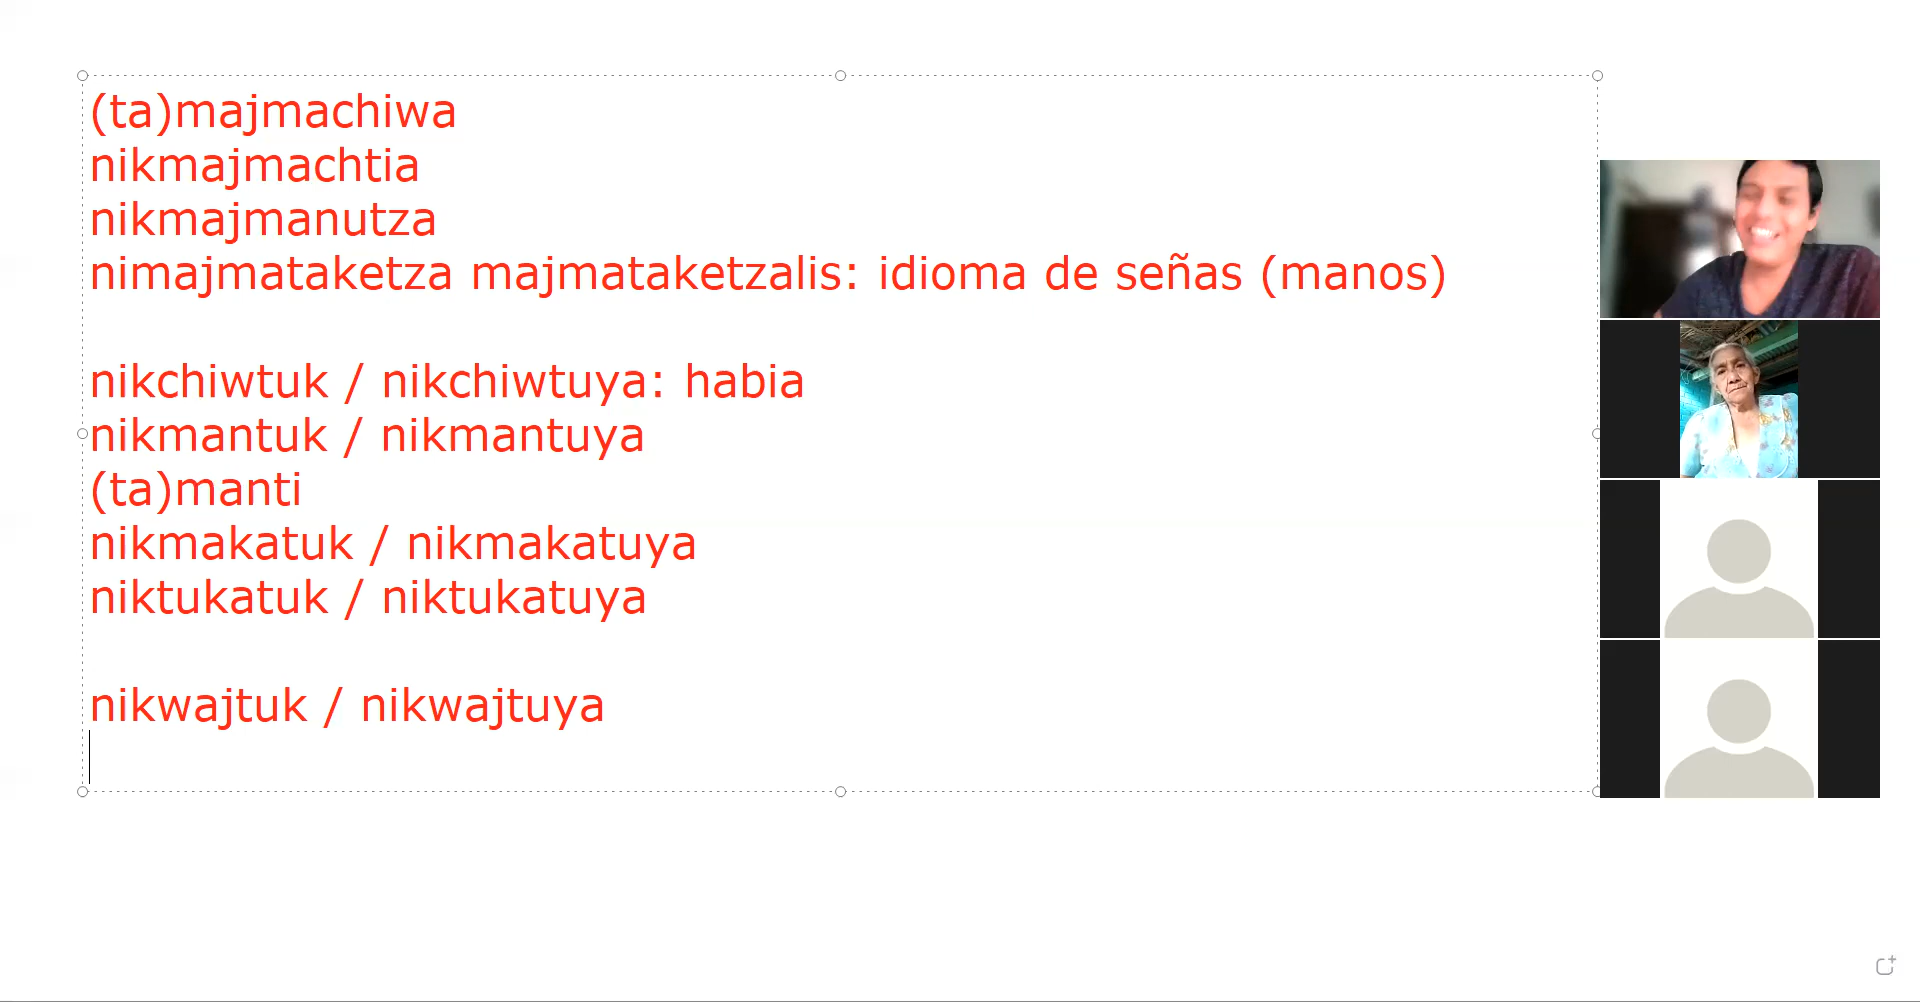 (ta)majmachiwa
nikmajmachtia
nikmajmanutza
nimajmataketza majmataketzalis: idioma de señas (manos)
nikchiwtuk / nikchiwtuya: habia
nikmantuk / nikmantuya
(ta)manti
nikmakatuk / nikmakatuya
niktukatuk / niktukatuya
nikwajtuk / nikwajtuya